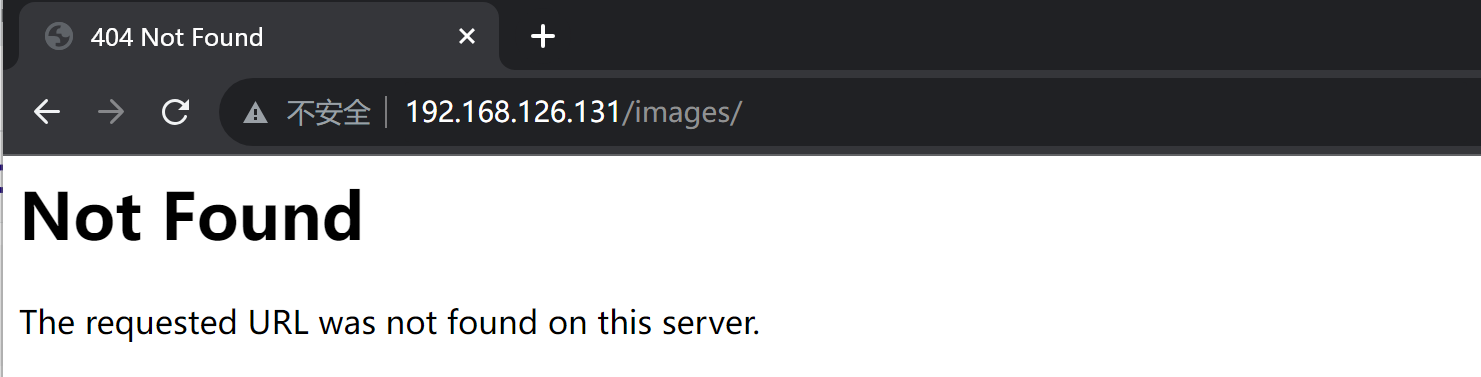 404 Not Found
不安全 192.168.126.131/images/
Not Found
The requested URL was not found on this server.